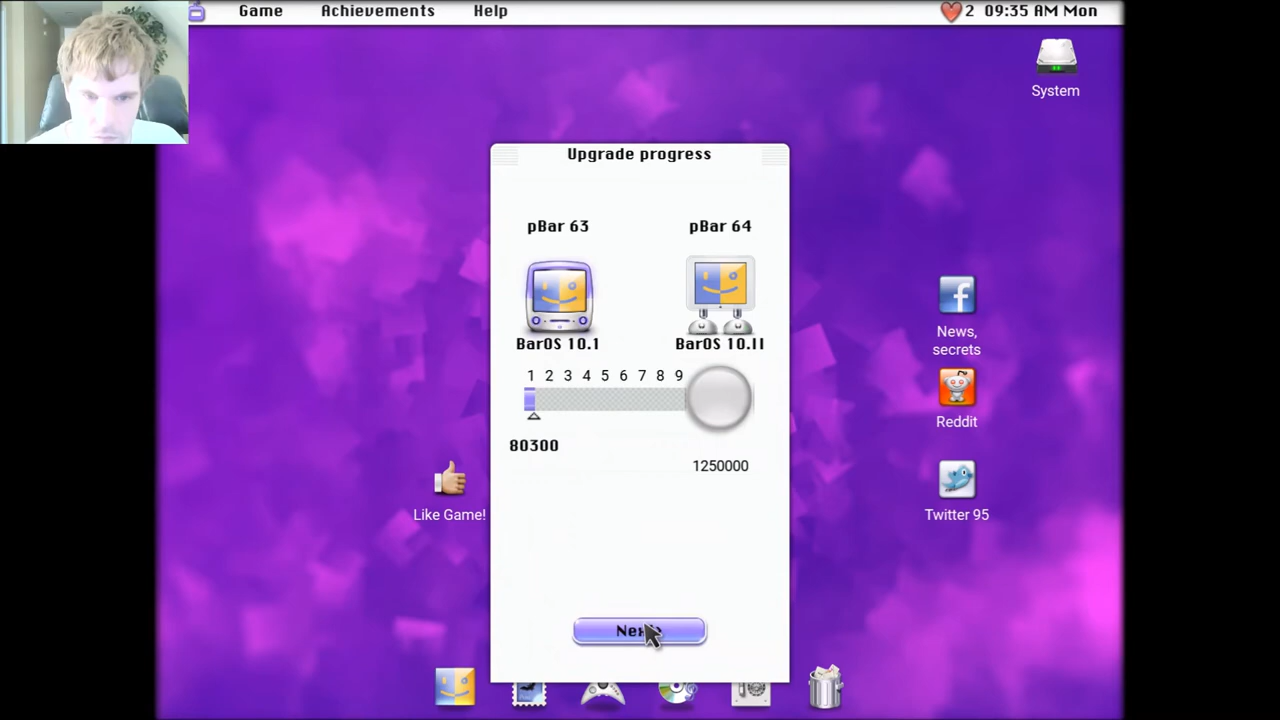 Game Achievements Help 2 09:35 AM Mon
System
Upgrade progress
pBar 63 pBar 64
BarOS 10.1 BarOS 10.11
1 2 3 4 5 6 7 8 9
80300
1250000
News,
secrets
Reddit
Like Game!
Twitter 95
Next